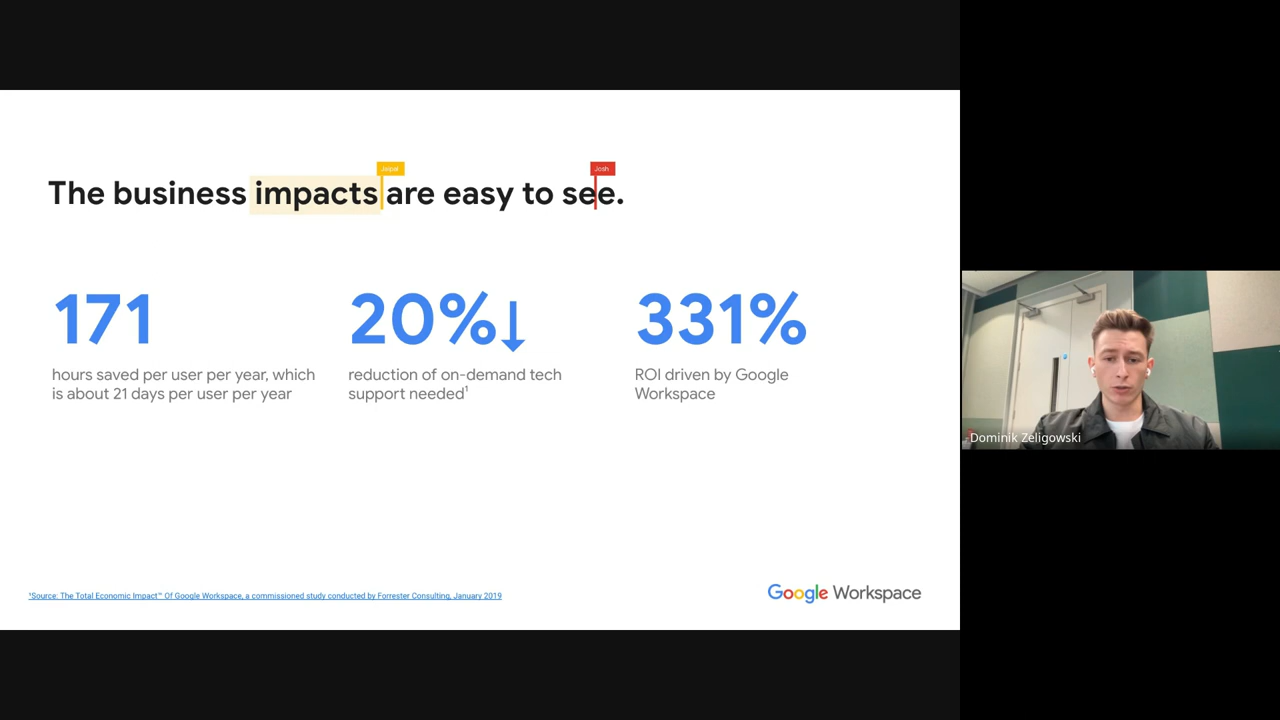 Jaipal
Josh
The business impacts are easy to see.
171
20%↓
331%
hours saved per user per year, which
is about 21 days per user per year
reduction of on-demand tech
support needed¹
ROI driven by Google
Workspace
Dominik Zeligowski
¹Source: The Total Economic Impact™ Of Google Workspace, a commissioned study conducted by Forrester Consulting, January 2019
Google Workspace